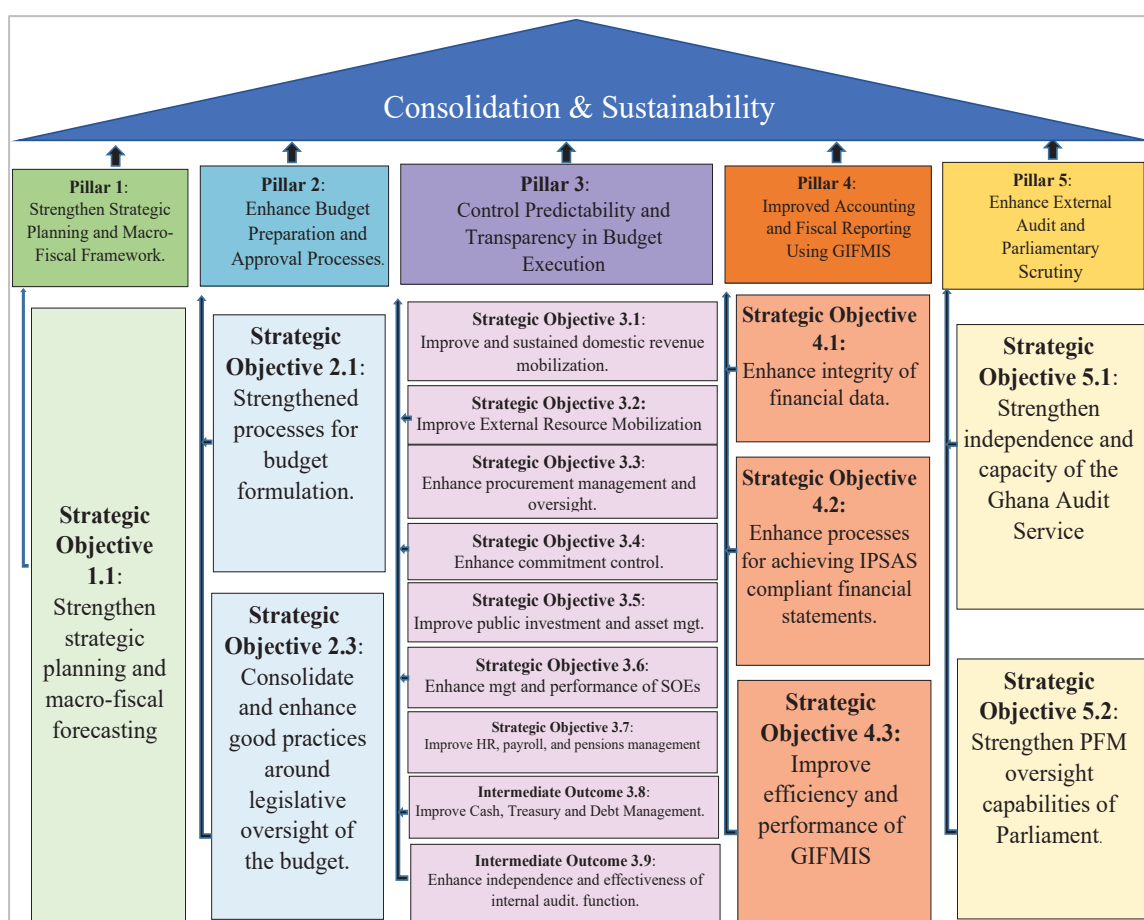 Consolidation & Sustainability
Pillar 1:
Strengthen Strategic
Planning and Macro-
Fiscal Framework.
Pillar 2:
Enhance Budget
Preparation and
Approval Processes.
Pillar 3:
Control Predictability and
Transparency in Budget
Execution
Pillar 4:
Improved Accounting
and Fiscal Reporting
Using GIFMIS
Pillar 5:
Enhance External
Audit and
Parliamentary
Scrutiny
Strategic
Objective
1.1:
Strengthen
strategic
planning and
macro-fiscal
forecasting
Strategic
Objective 2.1:
Strengthened
processes for
budget
formulation.
Strategic
Objective 2.3:
Consolidate
and enhance
good practices
around
legislative
oversight of
the budget.
Strategic Objective 3.1:
Improve and sustained domestic revenue
mobilization.
Strategic Objective 3.2:
Improve External Resource Mobilization
Strategic Objective 3.3:
Enhance procurement management and
oversight.
Strategic Objective 3.4:
Enhance commitment control.
Strategic Objective 3.5:
Improve public investment and asset mgt.
Strategic Objective 3.6:
Enhance mgt and performance of SOEs
Strategic Objective 3.7:
Improve HR, payroll, and pensions management
Intermediate Outcome 3.8:
Improve Cash, Treasury and Debt Management.
Intermediate Outcome 3.9:
Enhance independence and effectiveness of
internal audit. function.
Strategic Objective
4.1:
Enhance integrity of
financial data.
Strategic Objective
4.2:
Enhance processes
for achieving IPSAS
compliant financial
statements.
Strategic
Objective 4.3:
Improve
efficiency and
performance of
GIFMIS
Strategic
Objective 5.1:
Strengthen
independence and
capacity of the
Ghana Audit
Service
Strategic
Objective 5.2:
Strengthen PFM
oversight
capabilities of
Parliament.